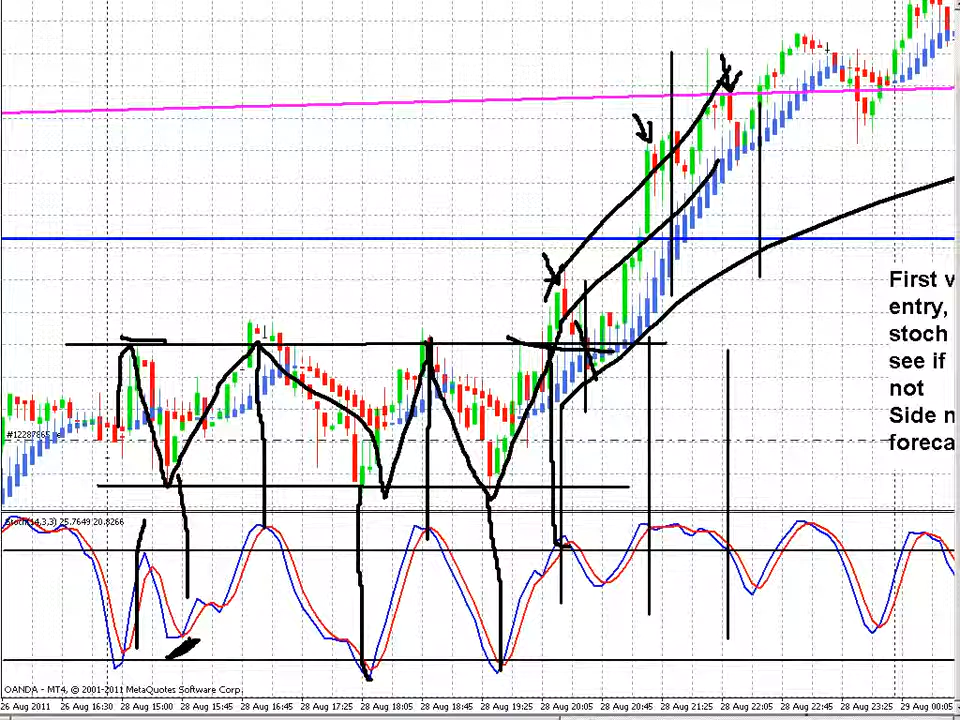 First v
entry,
stoch
see if
not
Side n
foreca
Stoch(14,3,3) 25.7649 20.8266
OANDA - MT4, © 2001-2011 MetaQuotes Software Corp.
26 Aug 2011 26 Aug 16:30 28 Aug 15:00 28 Aug 15:45 28 Aug 16:45 28 Aug 17:25 28 Aug 18:05 28 Aug 18:45 28 Aug 19:25 28 Aug 20:05 28 Aug 20:45 28 Aug 21:25 28 Aug 22:05 28 Aug 22:45 28 Aug 23:25 29 Aug 00:05